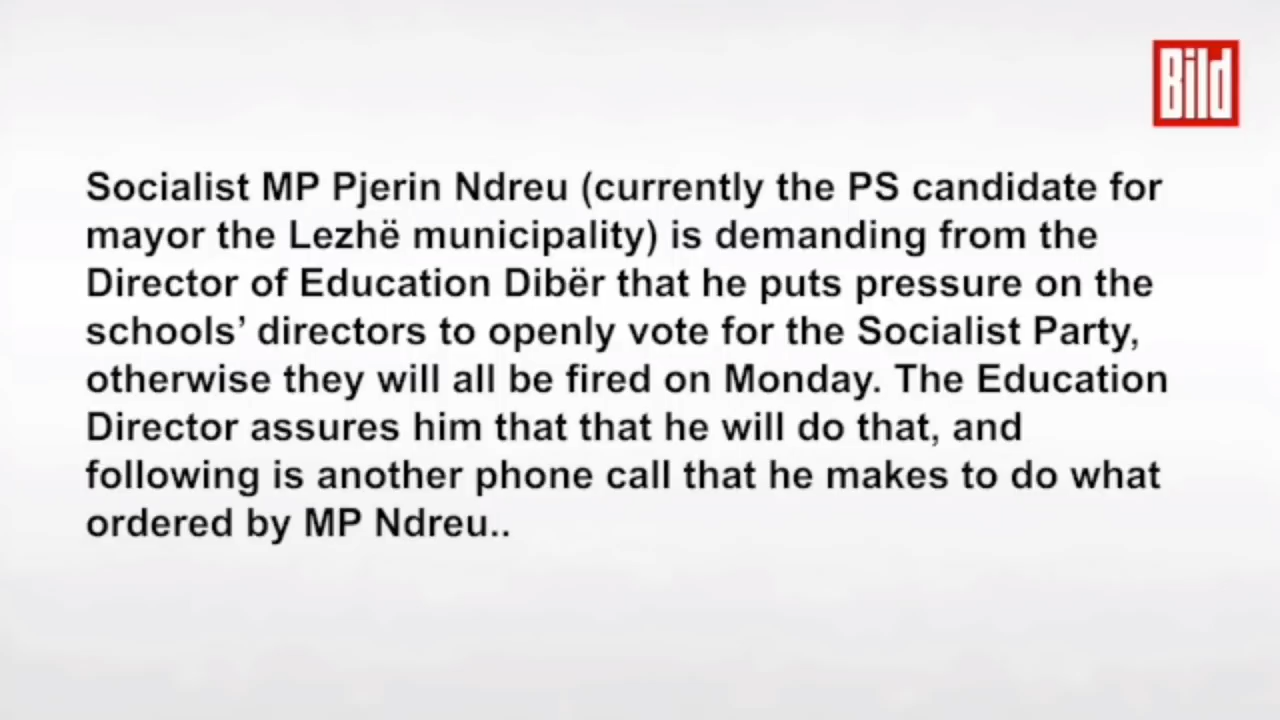 Bild
Socialist MP Pjerin Ndreu (currently the PS candidate for
mayor the Lezhë municipality) is demanding from the
Director of Education Dibër that he puts pressure on the
schools’ directors to openly vote for the Socialist Party,
otherwise they will all be fired on Monday. The Education
Director assures him that that he will do that, and
following is another phone call that he makes to do what
ordered by MP Ndreu..